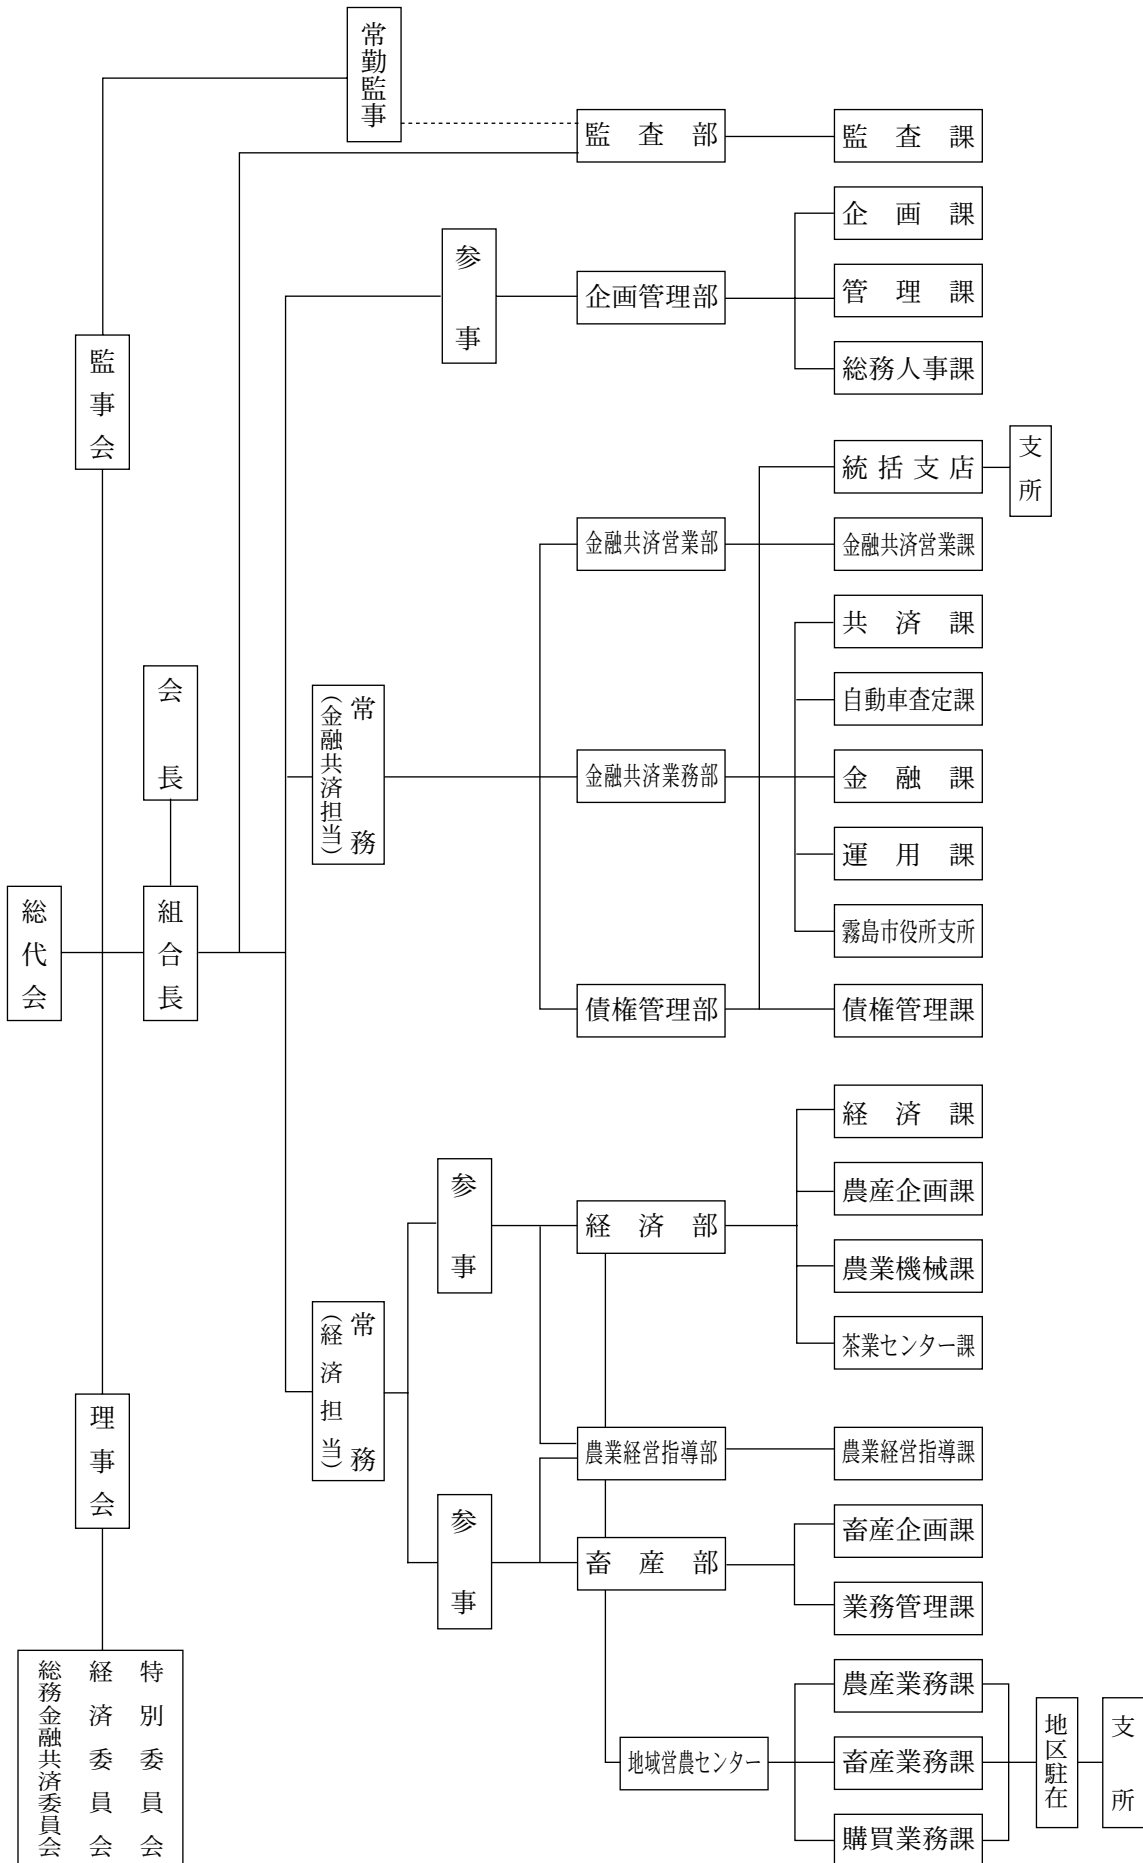 常勤監事
監査部
監査課
企画課
参事
企画管理部
管理課
総務人事課
監事会
統括支店
支所
金融共済営業部
金融共済営業課
共済課
会長
常務
(金融共済担当)
自動車査定課
金融共済業務部
金融課
運用課
総代会
組合長
霧島市役所支所
債権管理部
債権管理課
経済課
参事
農産企画課
経済部
農業機械課
常務
(経済担当)
茶業センター課
理事会
農業経営指導部
農業経営指導課
参事
畜産企画課
畜産部
業務管理課
特別委員会
経済委員会
総務金融共済委員会
農産業務課
地域営農センター
畜産業務課
地区駐在
支所
購買業務課